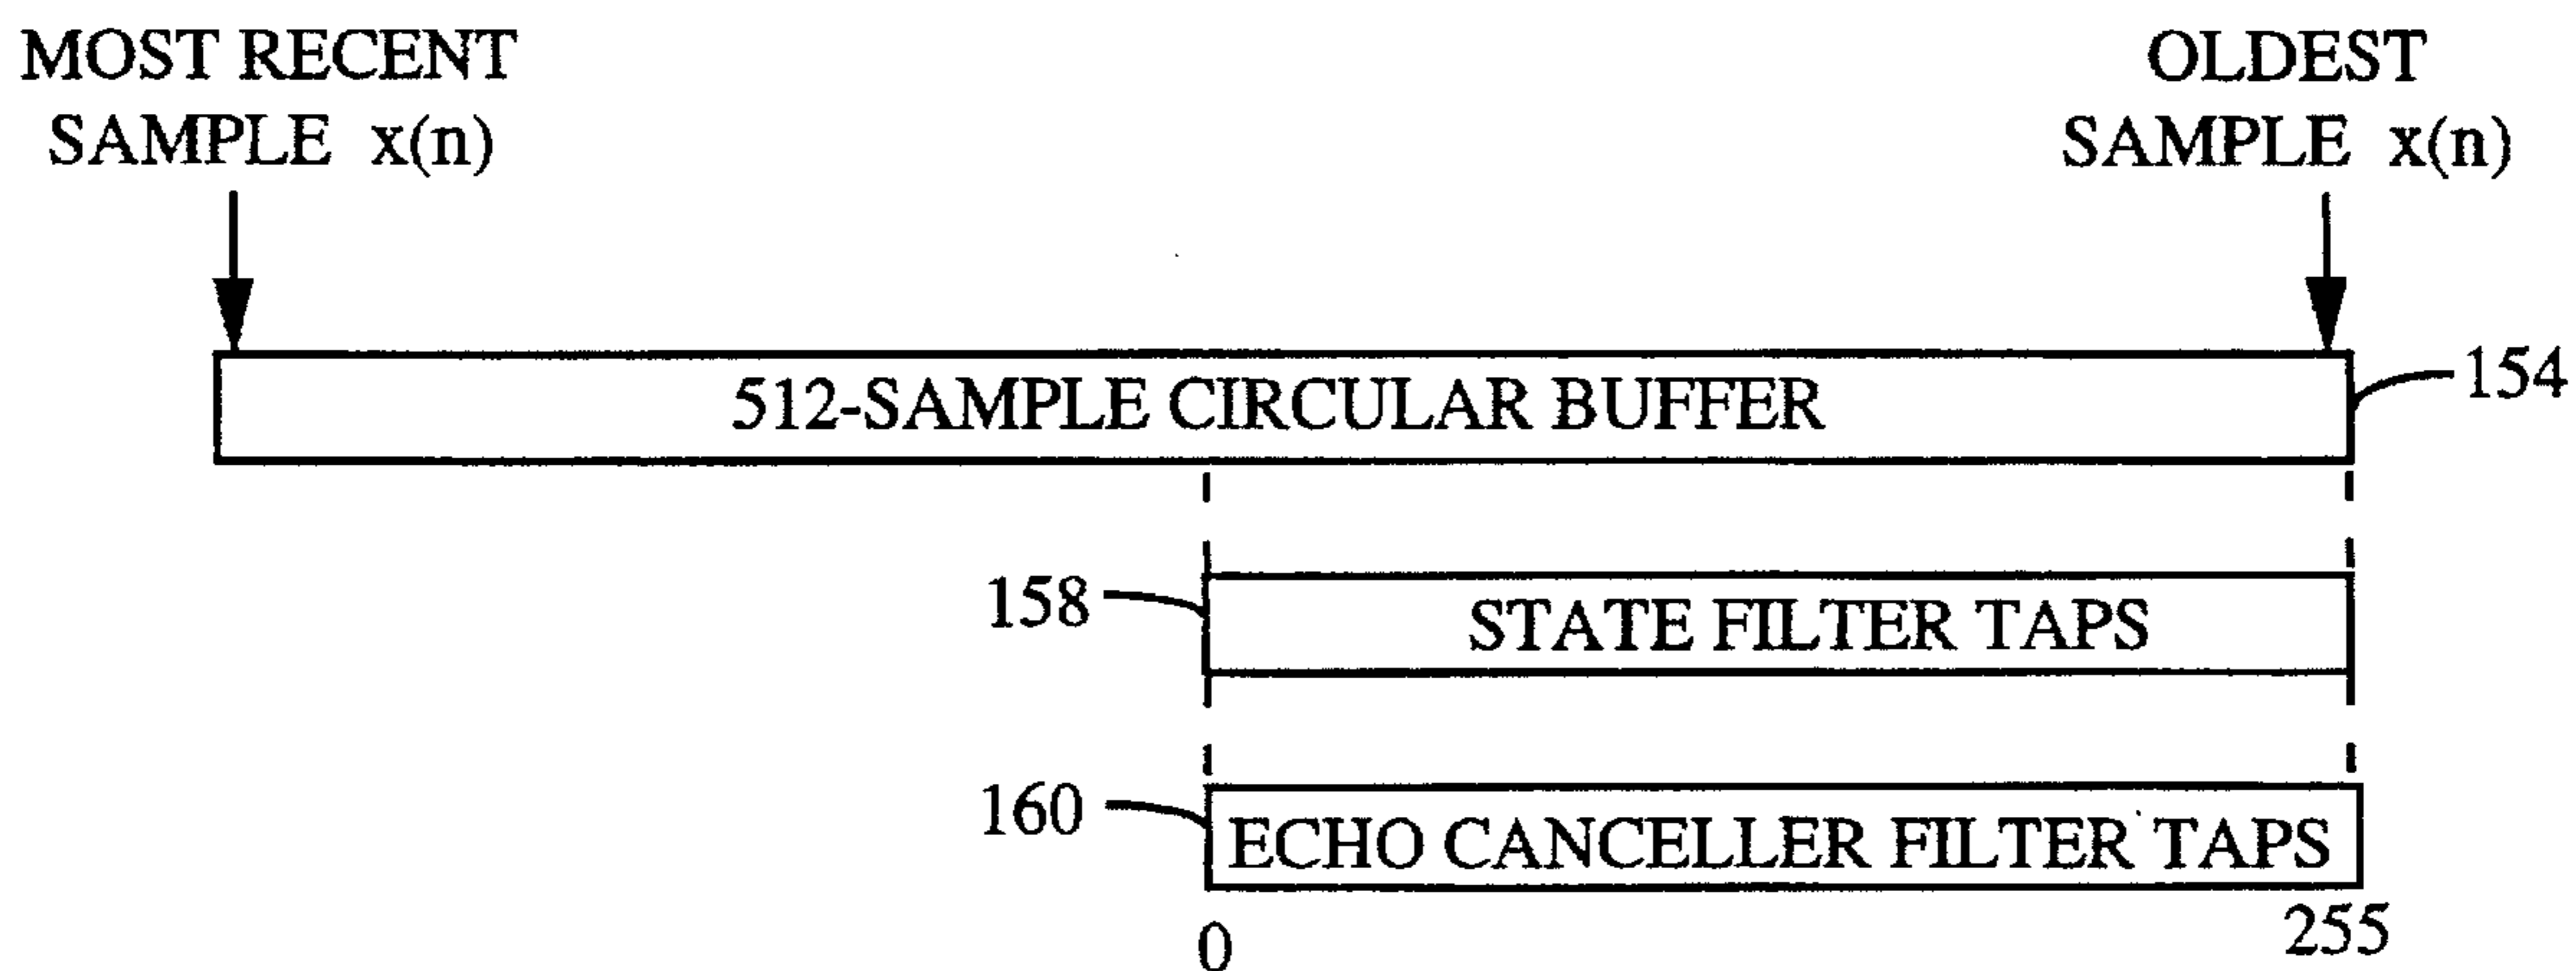 MOST RECENT
SAMPLE x(n)
OLDEST
SAMPLE x(n)
512-SAMPLE CIRCULAR BUFFER
154
158
STATE FILTER TAPS
160
ECHO CANCELLER FILTER TAPS
0
255